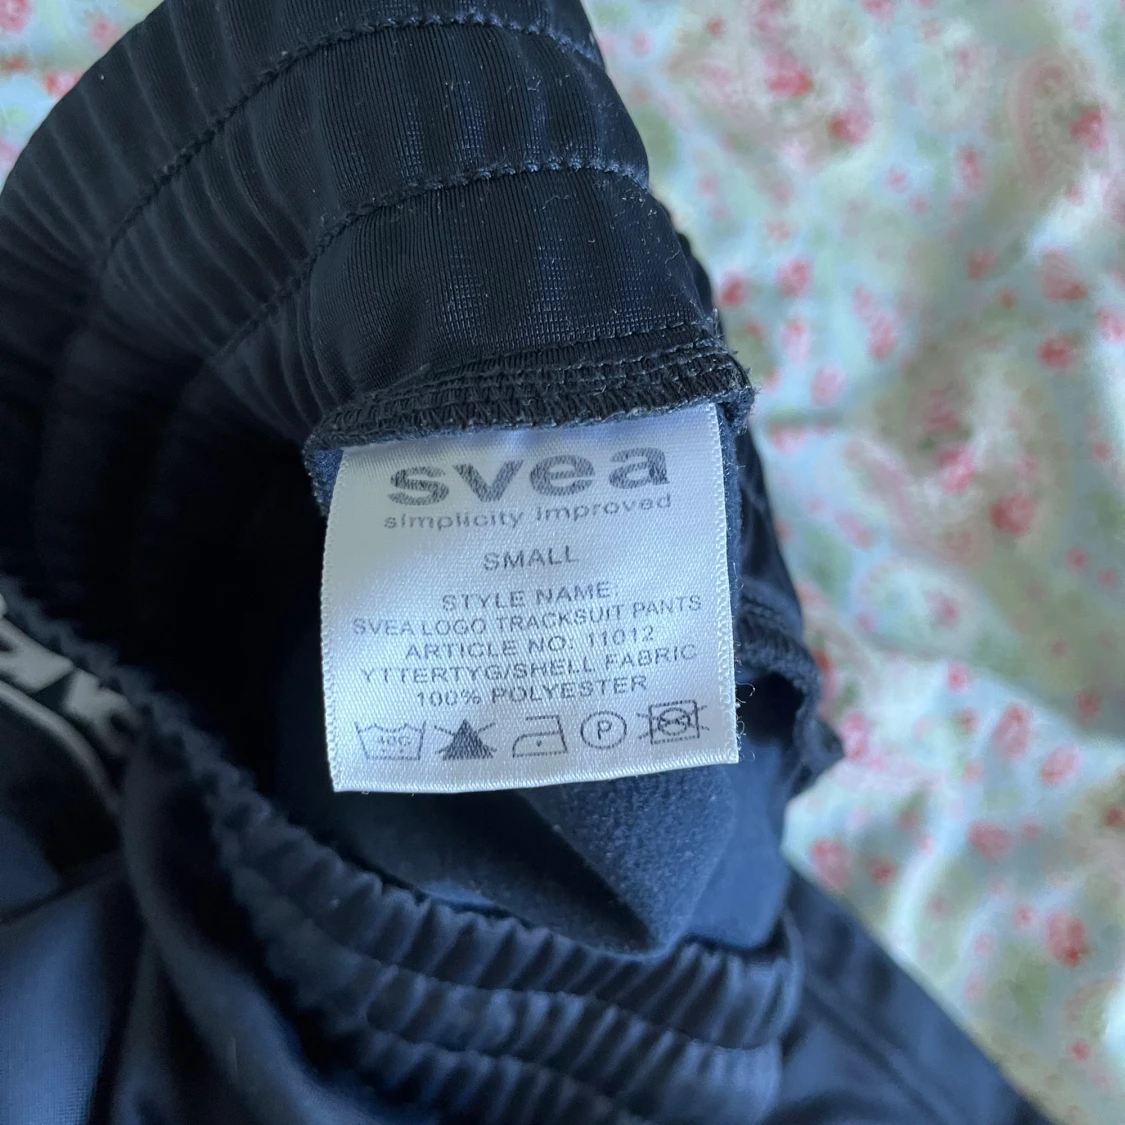 svea
simplicity improved
SMALL
STYLE NAME:
SVEA LOGO TRACKSUIT PANTS
ARTICLE NO: 11012
YTTERTYG/SHELL FABRIC
100% POLYESTER
P